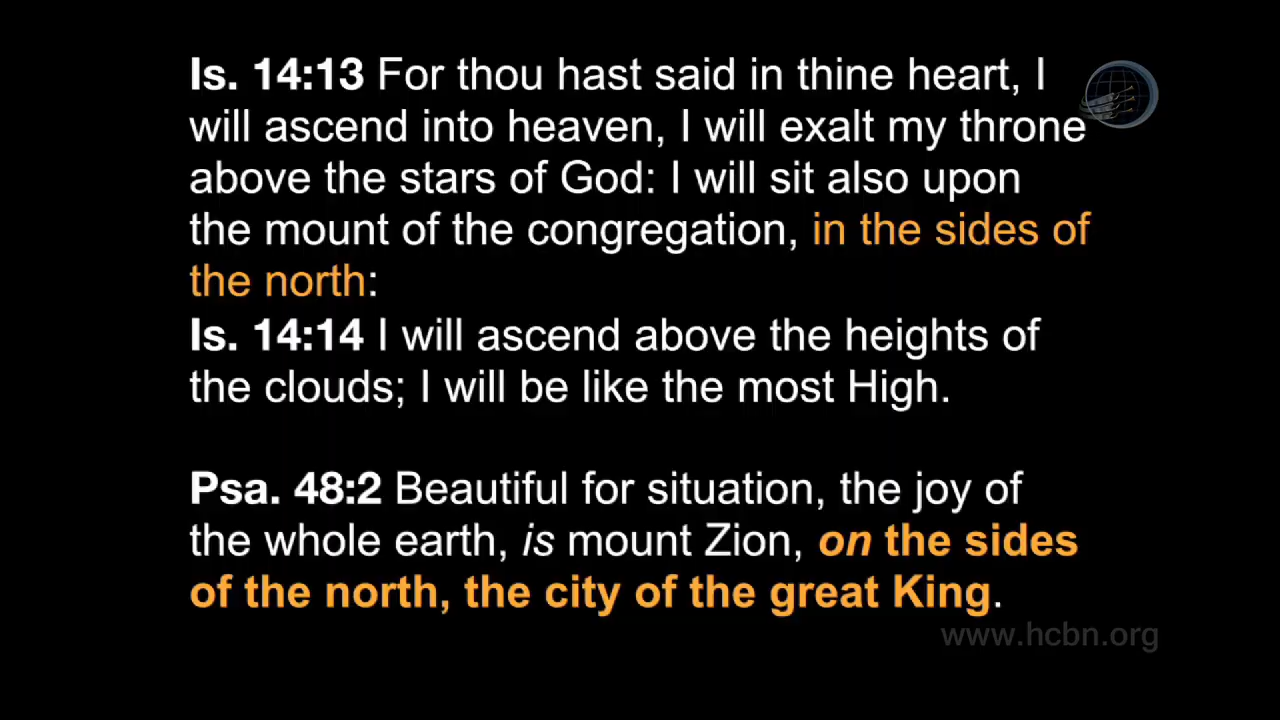 Is. 14:13 For thou hast said in thine heart, I
will ascend into heaven, I will exalt my throne
above the stars of God: I will sit also upon
the mount of the congregation, in the sides of
the north:
Is. 14:14 I will ascend above the heights of
the clouds; I will be like the most High.
Psa. 48:2 Beautiful for situation, the joy of
the whole earth, is mount Zion, on the sides
of the north, the city of the great King.
www.hcbn.org